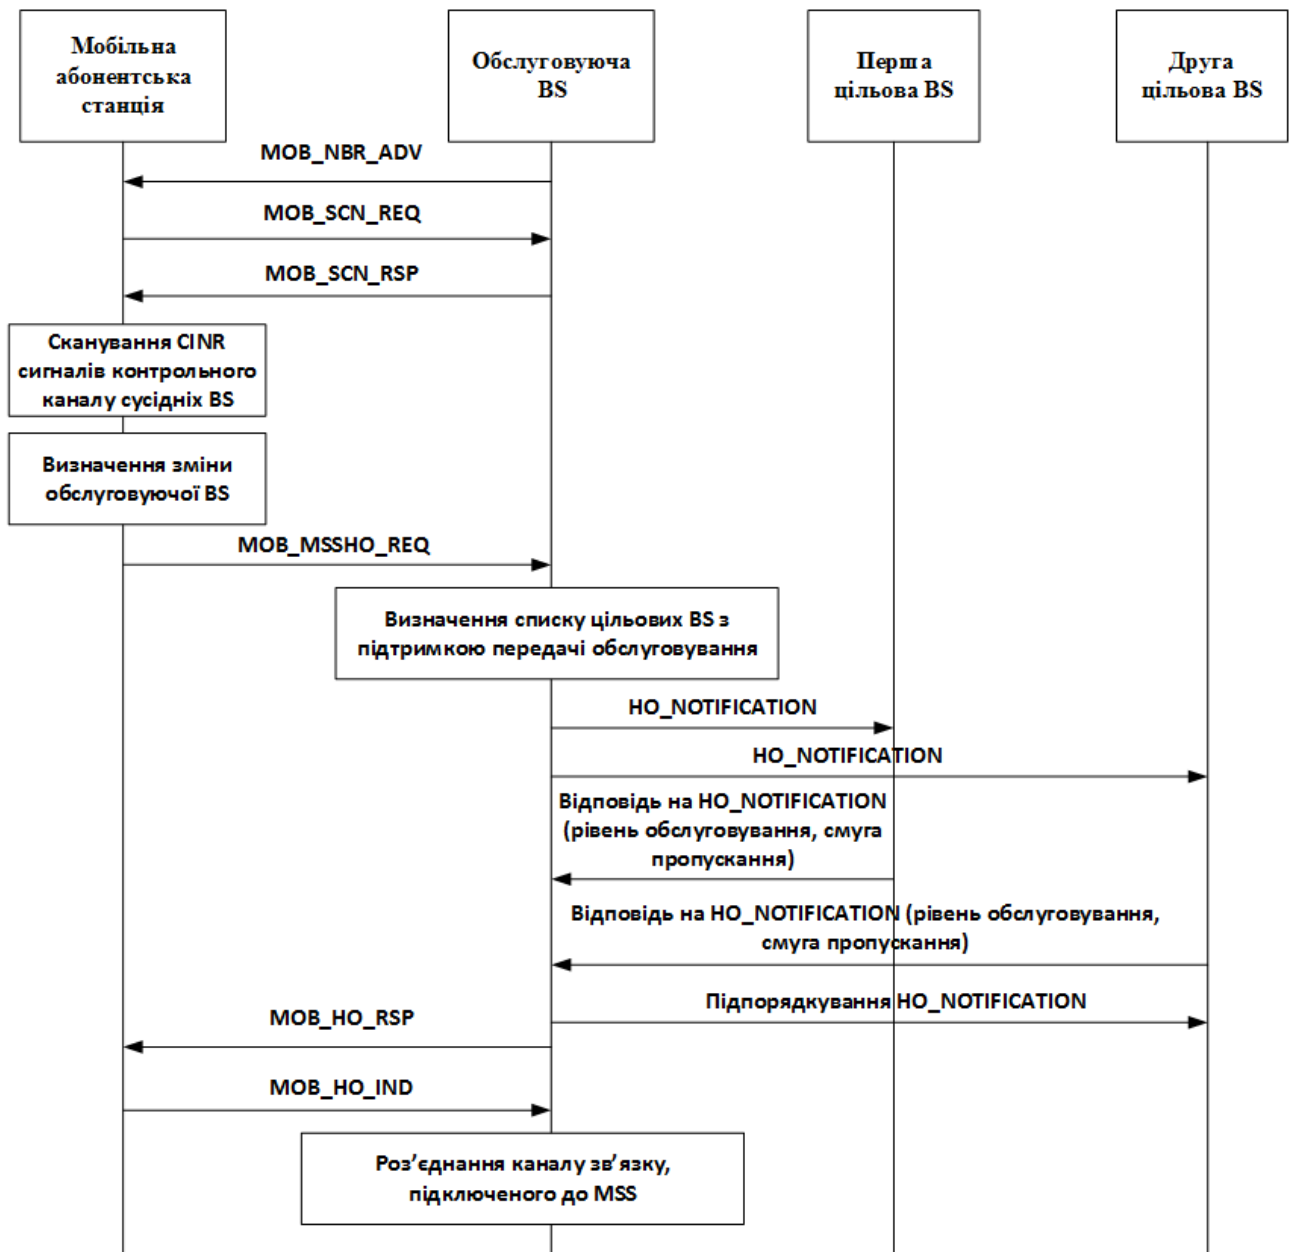 Мобільна
абонентська
станція
Обслуговуюча
BS
Перша
цільова BS
Друга
цільова BS
MOB_NBR_ADV
MOB_SCN_REQ
MOB_SCN_RSP
Сканування CINR
сигналів контрольного
каналу сусідніх BS
Визначення зміни
обслуговуючої BS
MOB_MSSHO_REQ
Визначення списку цільових BS з
підтримкою передачі обслуговування
HO_NOTIFICATION
HO_NOTIFICATION
Відповідь на HO_NOTIFICATION
(рівень обслуговування, смуга
пропускання)
Відповідь на HO_NOTIFICATION (рівень обслуговування,
смуга пропускання)
Підпорядкування HO_NOTIFICATION
MOB_HO_RSP
MOB_HO_IND
Роз’єднання каналу зв’язку,
підключеного до MSS